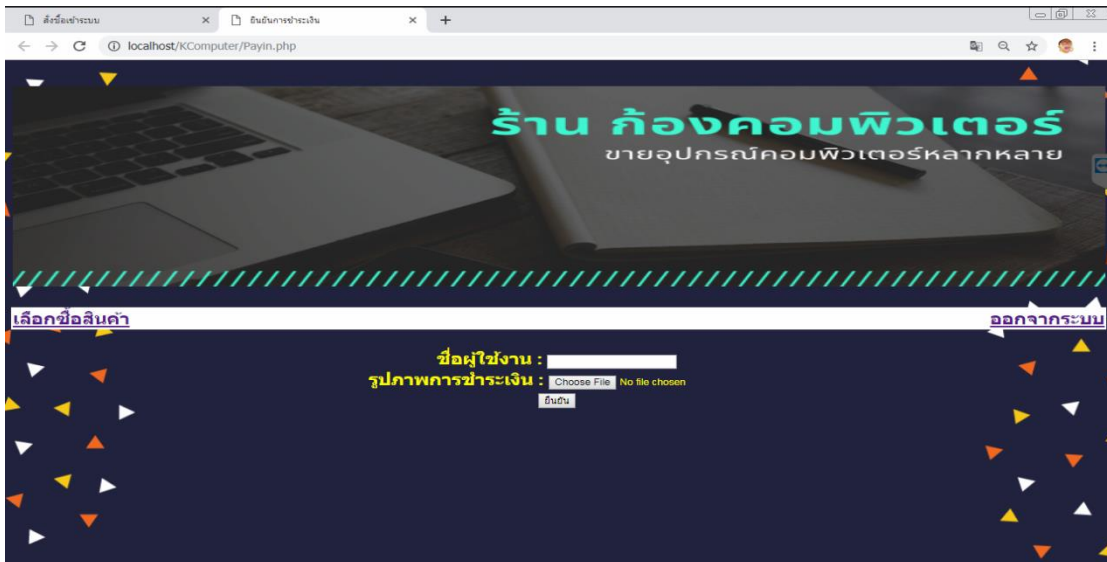 ลื่งชื่อเข้าระบบ
ยืนยันการชำระเงิน
localhost/KComputer/Payin.php
ร้าน ก้องคอมพิวเตอร์
ขายอุปกรณ์คอมพิวเตอร์หลากหลาย
เลือกซื้อสินค้า ออกจากระบบ
ชื่อผู้ใช้งาน :
รูปภาพการชำระเงิน : Choose File No file chosen
ยืนยัน